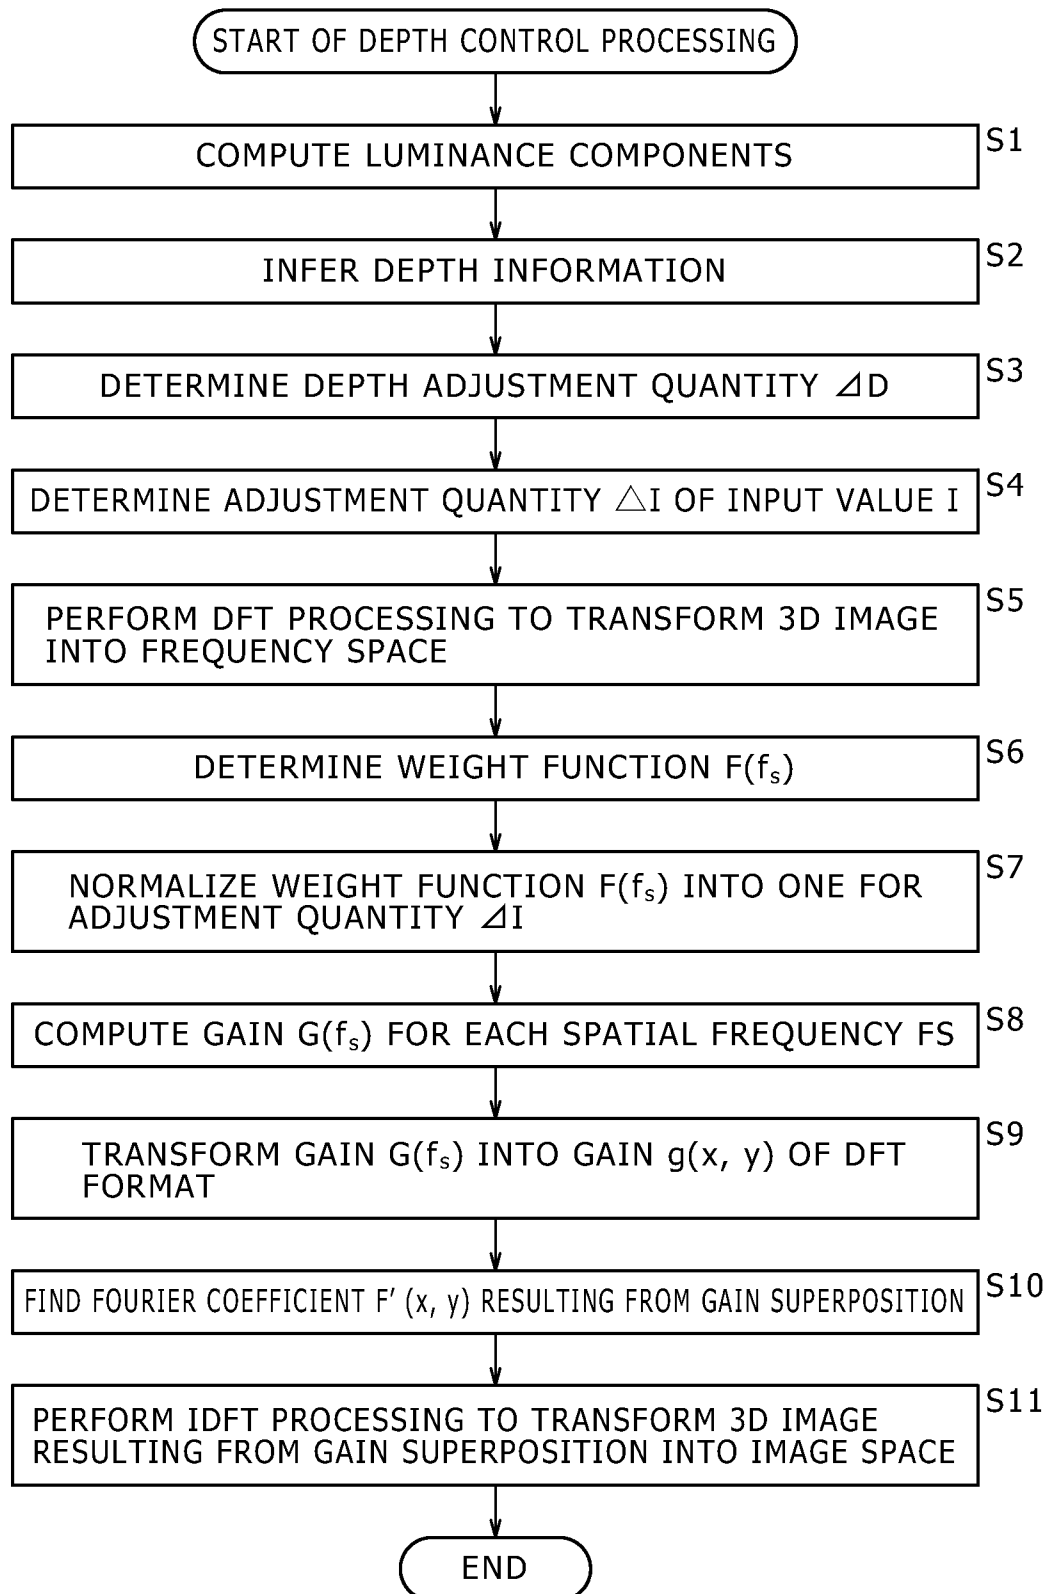 START OF DEPTH CONTROL PROCESSING
COMPUTE LUMINANCE COMPONENTS
S1
INFER DEPTH INFORMATION
S2
DETERMINE DEPTH ADJUSTMENT QUANTITY ⊿D
S3
DETERMINE ADJUSTMENT QUANTITY △I OF INPUT VALUE I
S4
PERFORM DFT PROCESSING TO TRANSFORM 3D IMAGE
INTO FREQUENCY SPACE
S5
DETERMINE WEIGHT FUNCTION F(fₛ)
S6
NORMALIZE WEIGHT FUNCTION F(fₛ) INTO ONE FOR
ADJUSTMENT QUANTITY ⊿I
S7
COMPUTE GAIN G(fₛ) FOR EACH SPATIAL FREQUENCY FS
S8
TRANSFORM GAIN G(fₛ) INTO GAIN g(x, y) OF DFT
FORMAT
S9
FIND FOURIER COEFFICIENT F' (x, y) RESULTING FROM GAIN SUPERPOSITION
S10
PERFORM IDFT PROCESSING TO TRANSFORM 3D IMAGE
RESULTING FROM GAIN SUPERPOSITION INTO IMAGE SPACE
S11
END